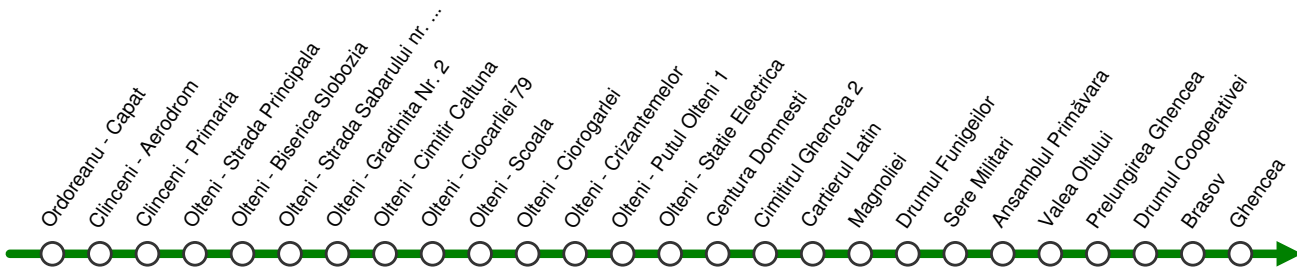 Ordoreanu - Capat
Clinceni - Aerodrom
Clinceni - Primaria
Olteni - Strada Principala
Olteni - Biserica Slobozia
Olteni - Strada Sabarului nr. ...
Olteni - Gradinita Nr. 2
Olteni - Cimitir Caltuna
Olteni - Ciocarliei 79
Olteni - Scoala
Olteni - Ciorogarlei
Olteni - Crizantemelor
Olteni - Putul Olteni 1
Olteni - Statie Electrica
Centura Domnesti
Cimitirul Ghencea 2
Cartierul Latin
Magnoliei
Drumul Funigeilor
Sere Militari
Ansamblul Primăvara
Valea Oltului
Prelungirea Ghencea
Drumul Cooperativei
Brasov
Ghencea